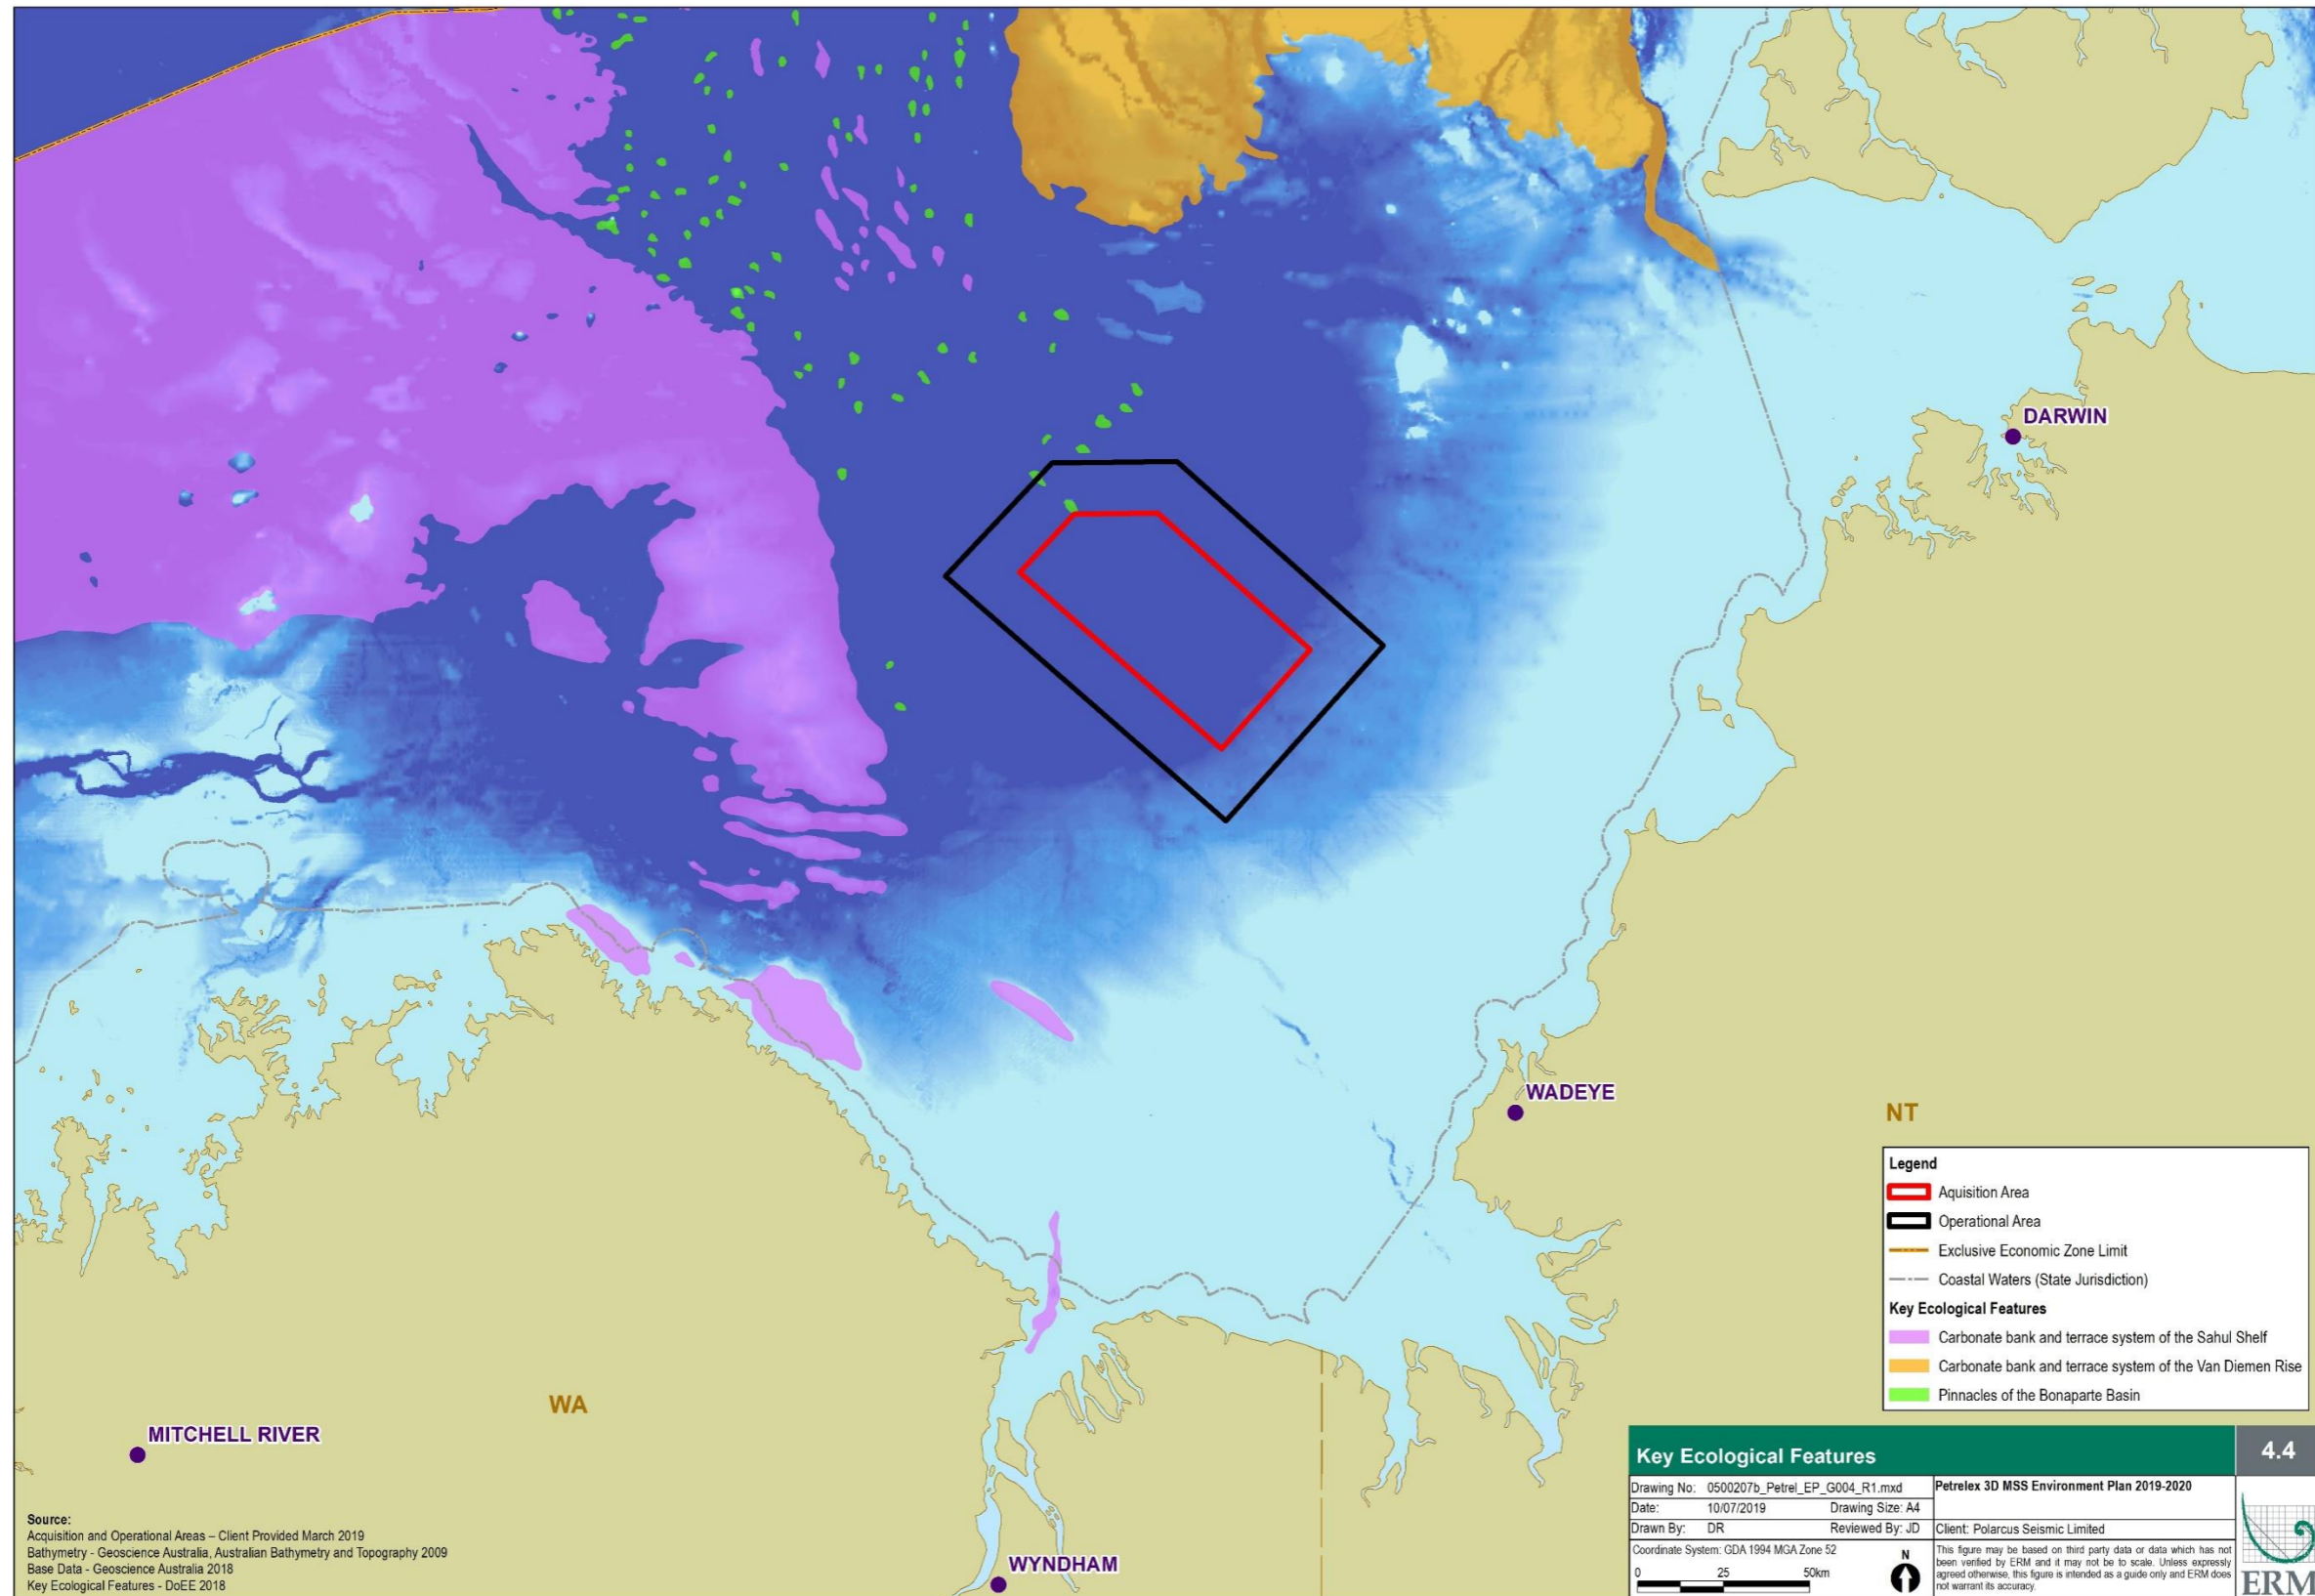 DARWIN
WADEYE
NT
WA
MITCHELL RIVER
WYNDHAM
Legend
Aquisition Area
Operational Area
Exclusive Economic Zone Limit
Coastal Waters (State Jurisdiction)
Key Ecological Features
Carbonate bank and terrace system of the Sahul Shelf
Carbonate bank and terrace system of the Van Diemen Rise
Pinnacles of the Bonaparte Basin
Source:
Acquisition and Operational Areas – Client Provided March 2019
Bathymetry - Geoscience Australia, Australian Bathymetry and Topography 2009
Base Data - Geoscience Australia 2018
Key Ecological Features - DoEE 2018
Key Ecological Features
4.4
Drawing No: 0500207b_Petrel_EP_G004_R1.mxd
Petrelex 3D MSS Environment Plan 2019-2020
Date: 10/07/2019 Drawing Size: A4
Drawn By: DR Reviewed By: JD
Client: Polarcus Seismic Limited
Coordinate System: GDA 1994 MGA Zone 52
N
0 25 50km
This figure may be based on third party data or data which has not
been verified by ERM and it may not be to scale. Unless expressly
agreed otherwise, this figure is intended as a guide only and ERM does
not warrant its accuracy.
ERM